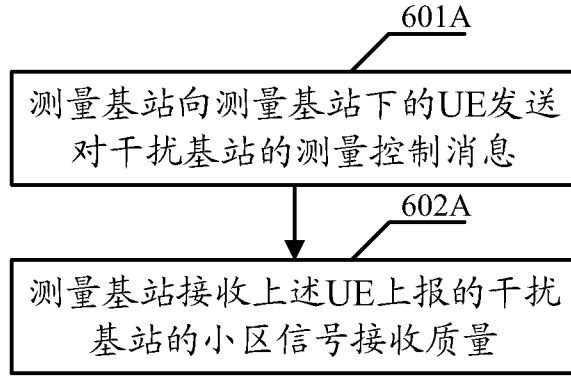 601A
测量基站向测量基站下的UE发送
对干扰基站的测量控制消息
602A
测量基站接收上述UE上报的干扰
基站的小区信号接收质量